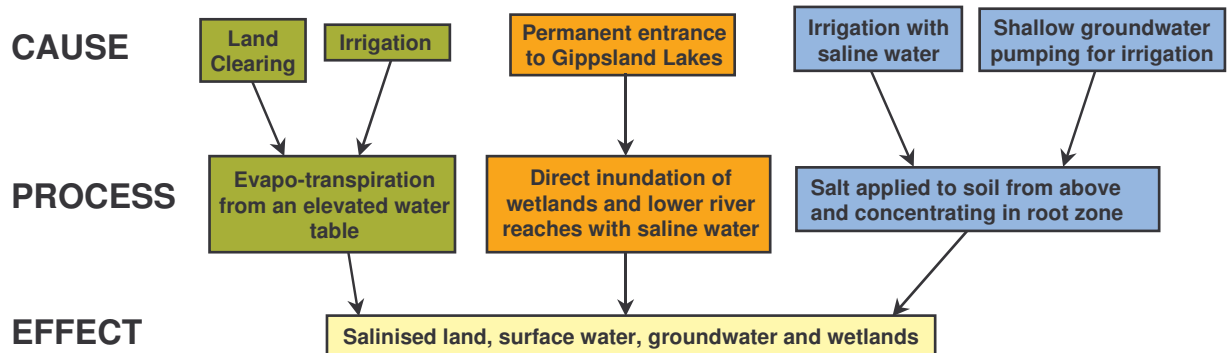 CAUSE
Land
Clearing
Irrigation
Permanent entrance
to Gippsland Lakes
Irrigation with
saline water
Shallow groundwater
pumping for irrigation
PROCESS
Evapo-transpiration
from an elevated water
table
Direct inundation of
wetlands and lower river
reaches with saline water
Salt applied to soil from above
and concentrating in root zone
EFFECT
Salinised land, surface water, groundwater and wetlands